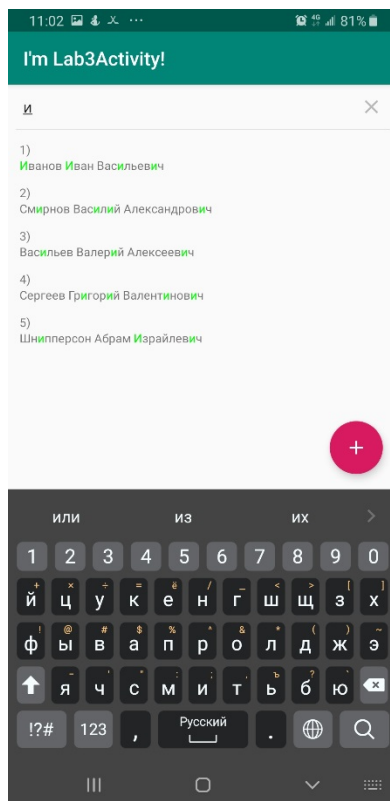 11:02 ... 4G 81%
I'm Lab3Activity!
и
1)
Иванов Иван Васильевич
2)
Смирнов Василий Александрович
3)
Васильев Валерий Алексеевич
4)
Сергеев Григорий Валентинович
5)
Шнипперсон Абрам Израйлевич
+
или из их >
1 2 3 4 5 6 7 8 9 0
й ц у к е н г ш щ з х
ф ы в а п р о л д ж э
я ч с м и т ь б ю
!?# 123 , Русский .